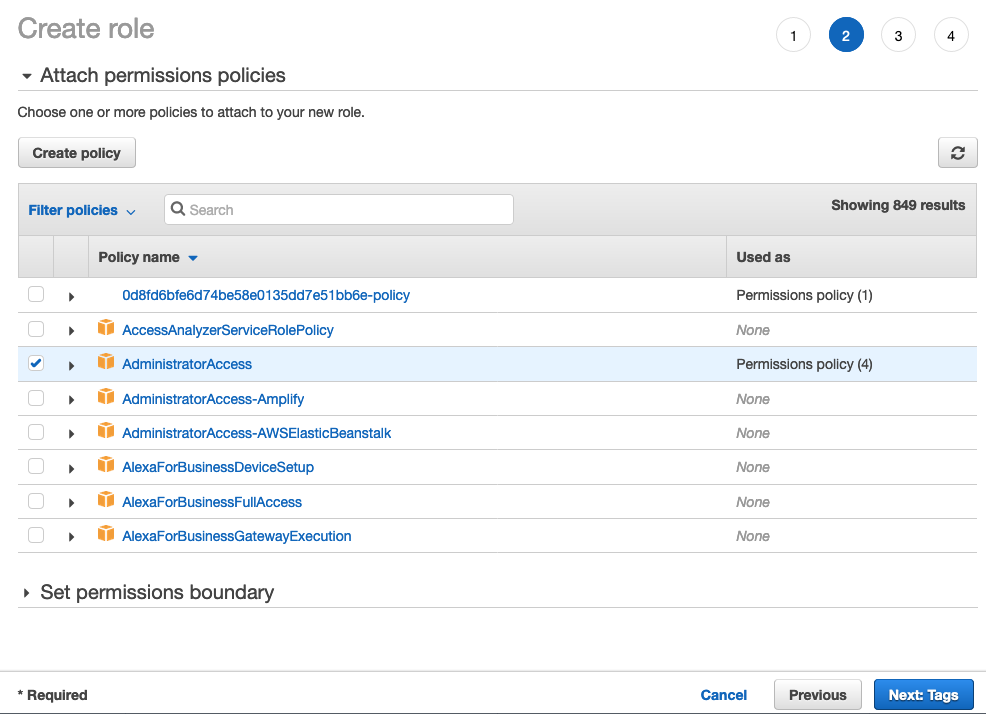 Create role
1 2 3 4
Attach permissions policies
Choose one or more policies to attach to your new role.
Create policy
Filter policies Search Showing 849 results
Policy name Used as
0d8fd6bfe6d74be58e0135dd7e51bb6e-policy Permissions policy (1)
AccessAnalyzerServiceRolePolicy None
AdministratorAccess Permissions policy (4)
AdministratorAccess-Amplify None
AdministratorAccess-AWSElasticBeanstalk None
AlexaForBusinessDeviceSetup None
AlexaForBusinessFullAccess None
AlexaForBusinessGatewayExecution None
Set permissions boundary
* Required Cancel Previous Next: Tags